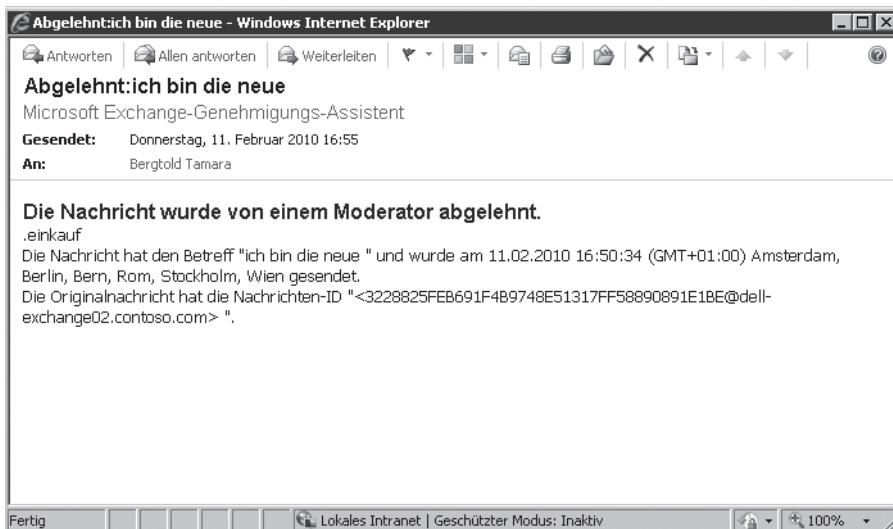 Abgelehnt:ich bin die neue - Windows Internet Explorer
Antworten Allen antworten Weiterleiten
Abgelehnt:ich bin die neue
Microsoft Exchange-Genehmigungs-Assistent
Gesendet: Donnerstag, 11. Februar 2010 16:55
An: Bergtold Tamara
Die Nachricht wurde von einem Moderator abgelehnt.
.einkauf
Die Nachricht hat den Betreff "ich bin die neue " und wurde am 11.02.2010 16:50:34 (GMT+01:00) Amsterdam,
Berlin, Bern, Rom, Stockholm, Wien gesendet.
Die Originalnachricht hat die Nachrichten-ID "<3228825FEB691F4B9748E51317FF58890891E1BE@dell-
exchange02.contoso.com> ".
Fertig Lokales Intranet | Geschützter Modus: Inaktiv 100%